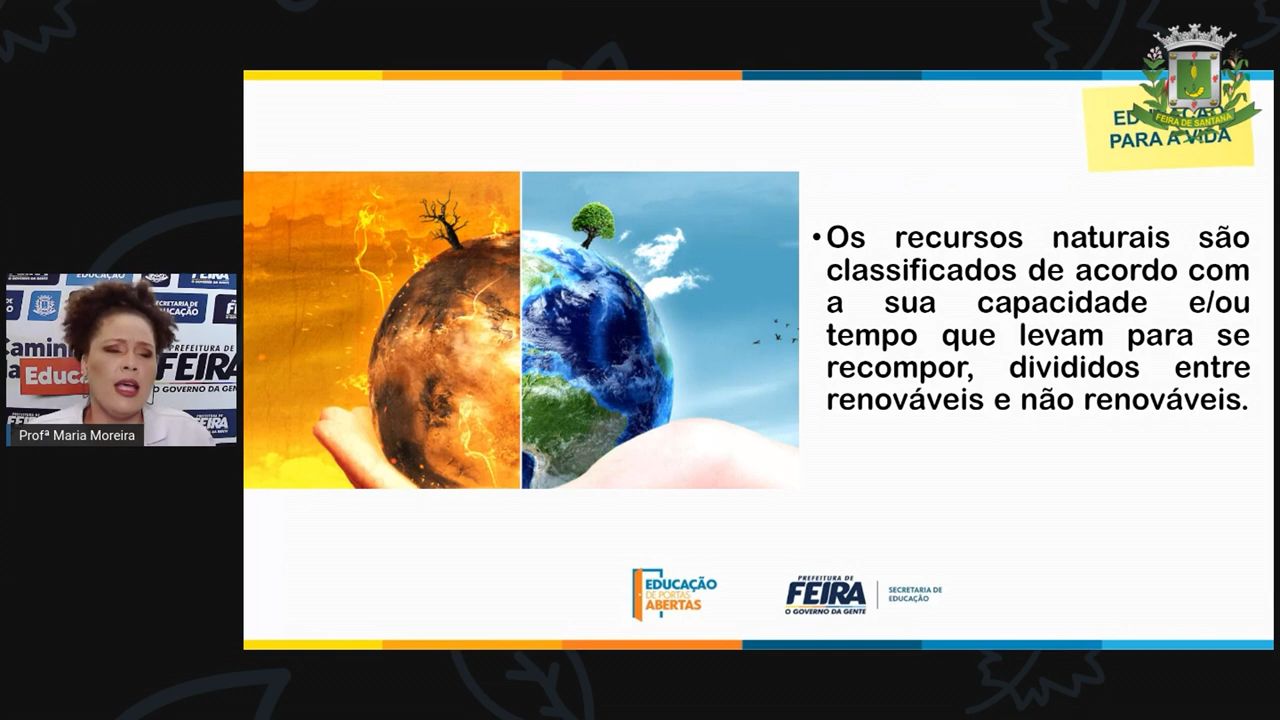 FEIRA DE SANTANA
PARA A VIDA
• Os recursos naturais são
classificados de acordo com
a sua capacidade e/ou
tempo que levam para se
recompor, divididos entre
renováveis e não renováveis.
EDUCAÇÃO
FEIRA
SECRETARIA DE
PREFEITURA DE
FEIRA
O GOVERNO DA GENTE
Profª Maria Moreira
EDUCAÇÃO
DE PORTAS
ABERTAS
PREFEITURA DE
FEIRA
O GOVERNO DA GENTE
SECRETARIA DE
EDUCAÇÃO